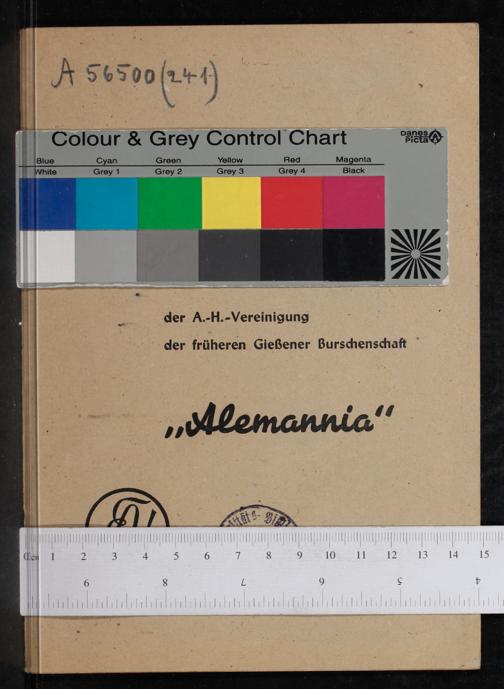 A 56500(241)
Colour & Grey Control Chart
DANES PICTA
Blue Cyan Green Yellow Red Magenta
White Grey 1 Grey 2 Grey 3 Grey 4 Black
der A.-H.-Vereinigung
der früheren Gießener Burschenschaft
„Alemannia"
1 2 3 4 5 6 7 8 9 10 11 12 13 14 15
9 8 7 6 5 4